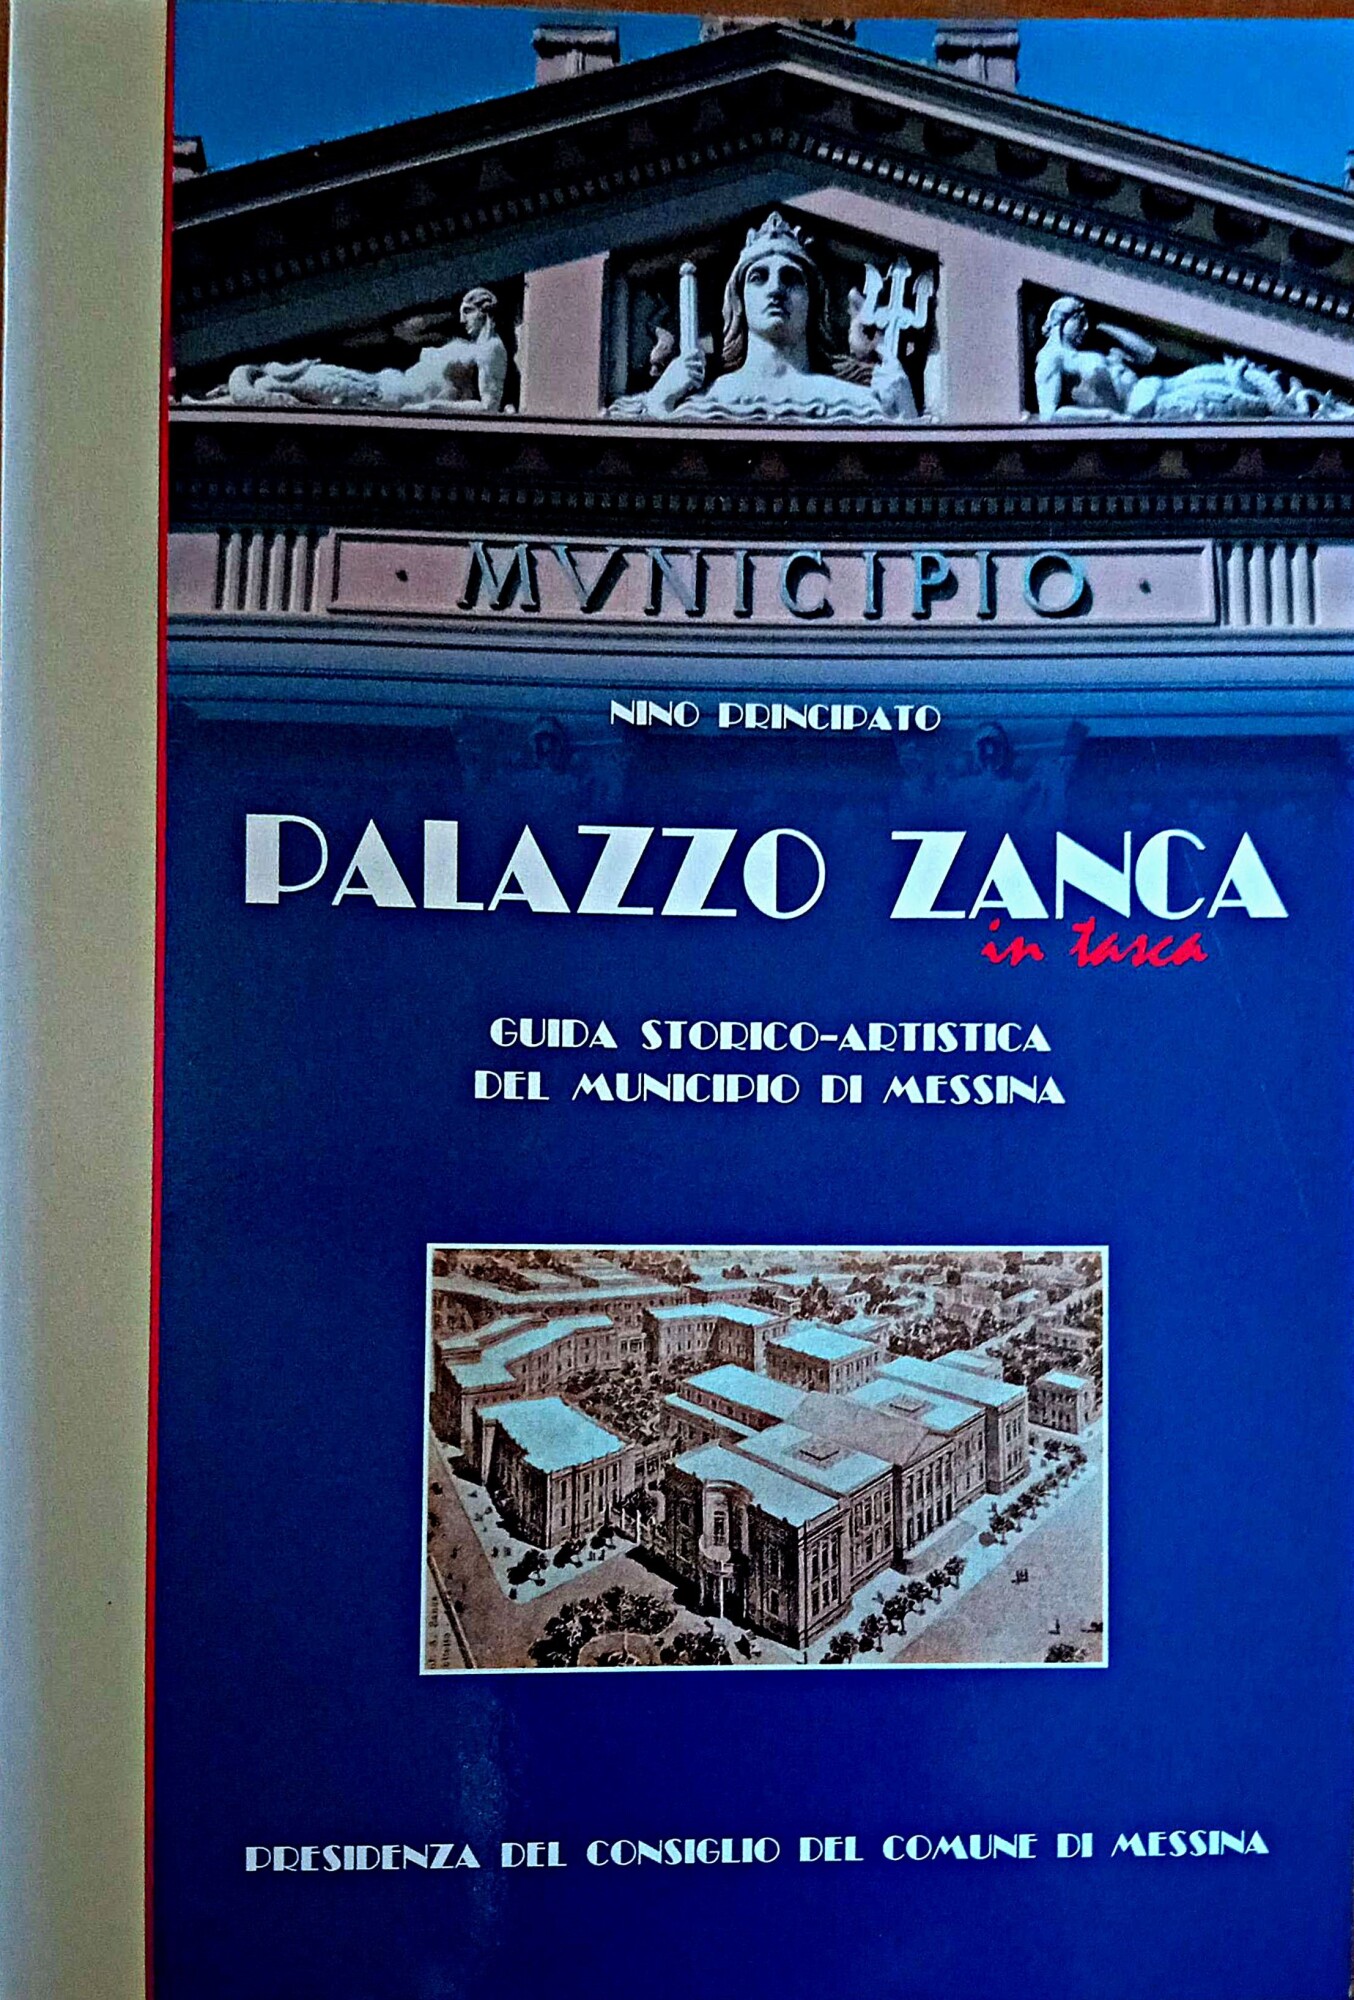 MVNICIPIO
NINO PRINCIPATO
PALAZZO ZANCA
in tasca
GUIDA STORICO-ARTISTICA
DEL MUNICIPIO DI MESSINA
PRESIDENZA DEL CONSIGLIO DEL COMUNE DI MESSINA